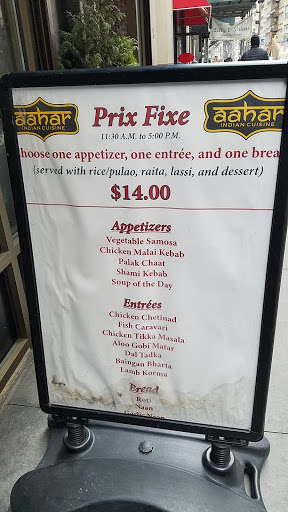 aahar
INDIAN CUISINE
Prix Fixe
aahar
INDIAN CUISINE
11:30 A.M. to 5:00 P.M.
hoose one appetizer, one entrée, and one brea
(served with rice/pulao, raita, lassi, and dessert)
$14.00
Appetizers
Vegetable Samosa
Chicken Malai Kebab
Palak Chaat
Shami Kebab
Soup of the Day
Entrées
Chicken Chetinad
Fish Caravari
Chicken Tikka Masala
Aloo Gobi Matar
Dal Tadka
Baingan Bharta
Lamb Korma
Bread
Roti
Naan